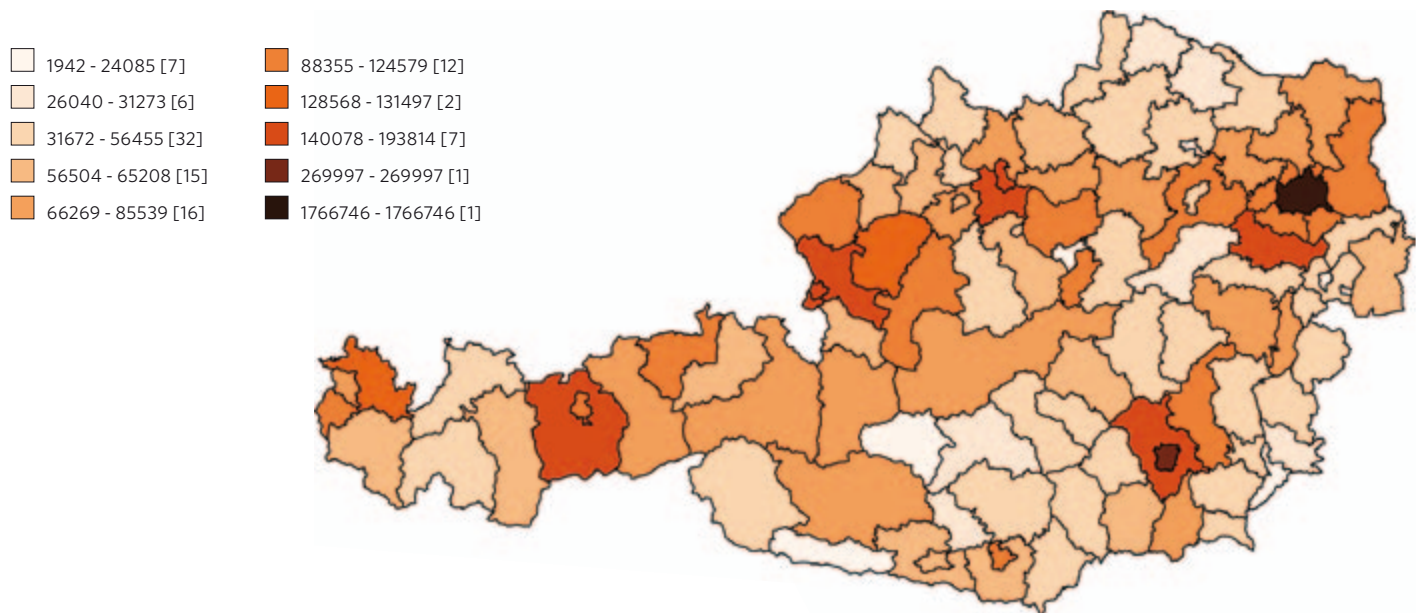 1942 - 24085 [7]
26040 - 31273 [6]
31672 - 56455 [32]
56504 - 65208 [15]
66269 - 85539 [16]
88355 - 124579 [12]
128568 - 131497 [2]
140078 - 193814 [7]
269997 - 269997 [1]
1766746 - 1766746 [1]